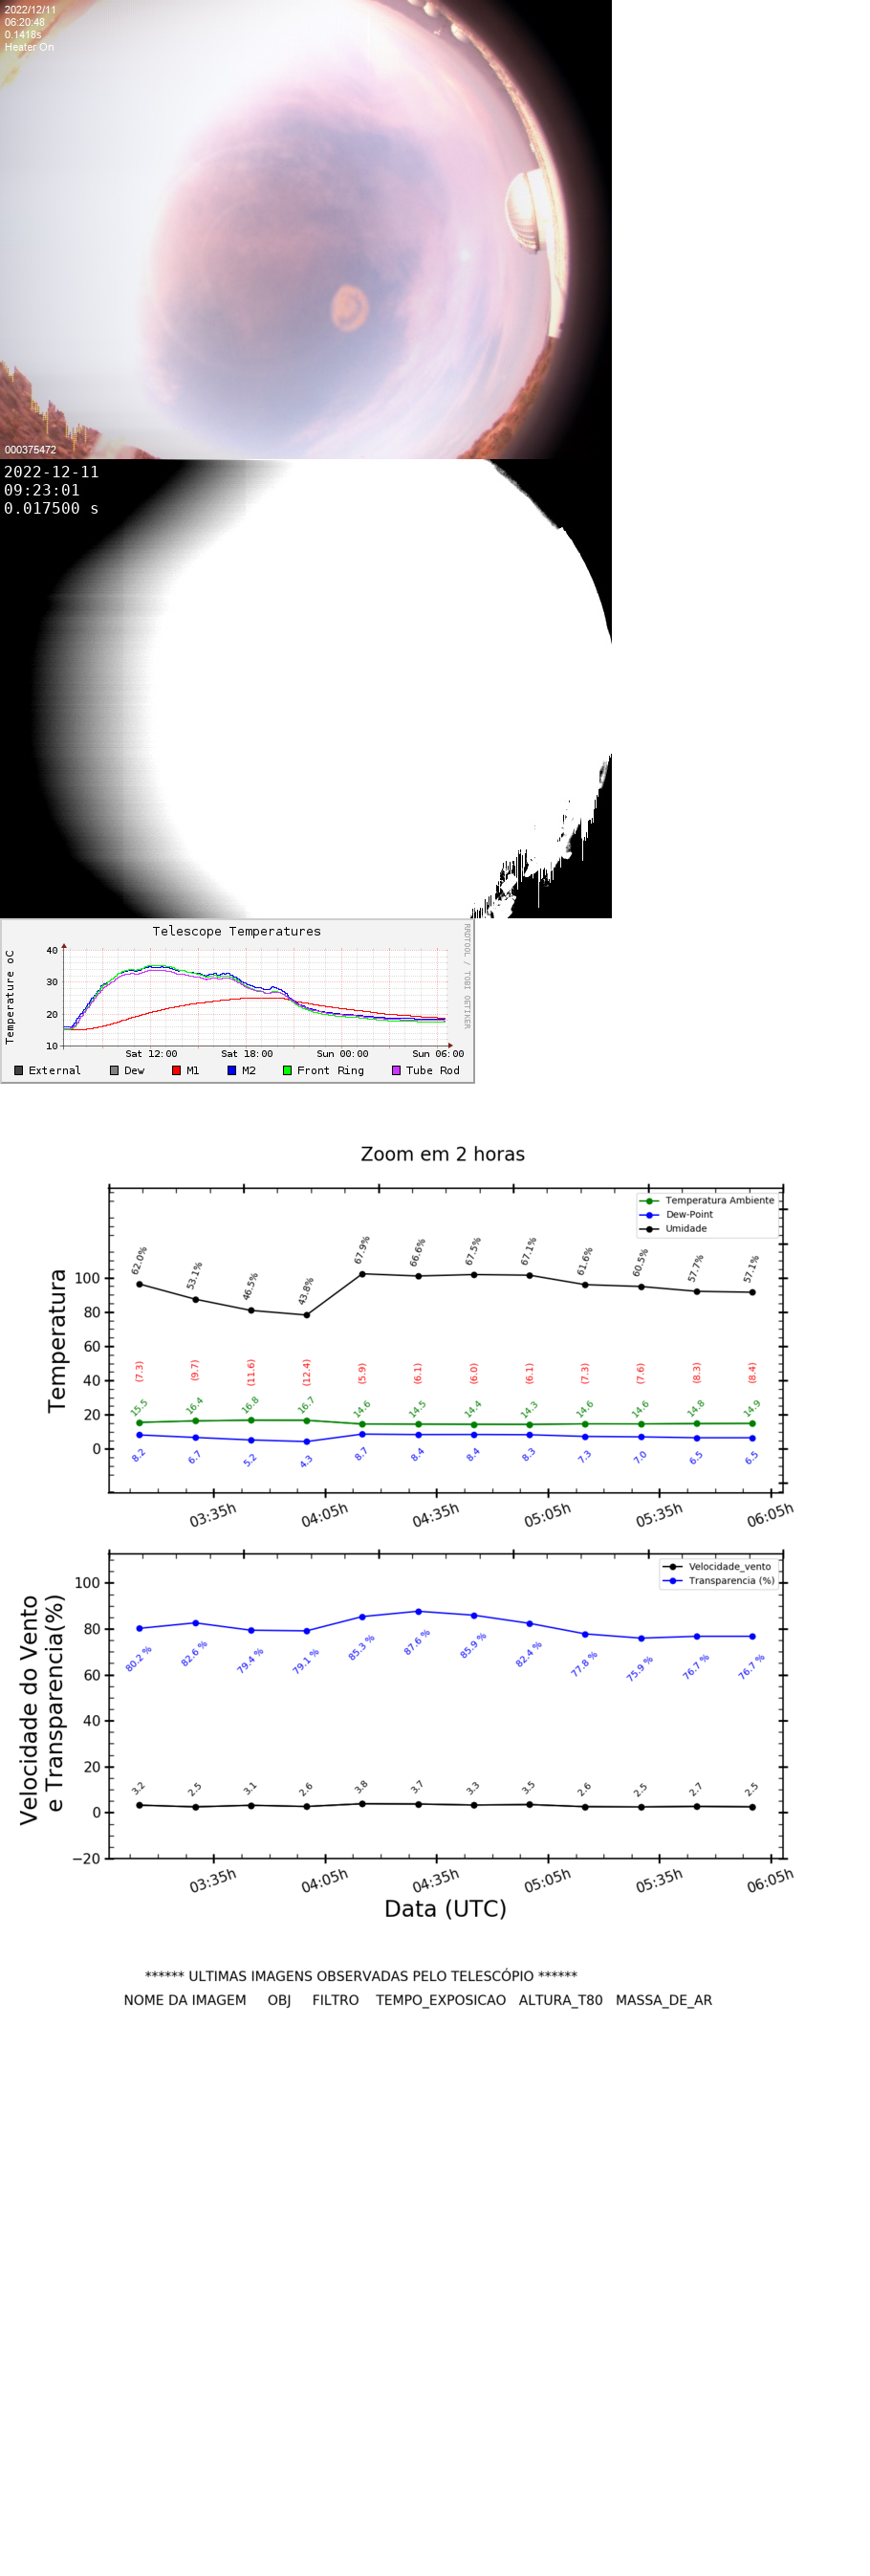 2022/12/11
06:20:48
0.1418s
Heater On
000375472
2022-12-11
09:23:01
0.017500 s
Telescope Temperatures
Temperature oC
40
30
20
10
Sat 12:00 Sat 18:00 Sun 00:00 Sun 06:00
External Dew M1 M2 Front Ring Tube Rod
RRDTOOL / TOBI OETIKER
Zoom em 2 horas
Temperatura Ambiente
Dew-Point
Umidade
Temperatura
100
80
60
40
20
0
62.0% 53.1% 46.5% 43.8% 67.9% 66.6% 67.5% 67.1% 61.6% 60.5% 57.7% 57.1%
(7.3) (9.7) (11.6) (12.4) (5.9) (6.1) (6.0) (6.1) (7.3) (7.6) (8.3) (8.4)
15.5 16.4 16.8 16.7 14.6 14.5 14.4 14.3 14.6 14.6 14.8 14.9
8.2 6.7 5.2 4.3 8.7 8.4 8.4 8.3 7.3 7.0 6.5 6.5
03:35h 04:05h 04:35h 05:05h 05:35h 06:05h
Velocidade_vento
Transparencia (%)
Velocidade do Vento
e Transparencia(%)
100
80
60
40
20
0
−20
80.2 % 82.6 % 79.4 % 79.1 % 85.3 % 87.6 % 85.9 % 82.4 % 77.8 % 75.9 % 76.7 % 76.7 %
3.2 2.5 3.1 2.6 3.8 3.7 3.3 3.5 2.6 2.5 2.7 2.5
03:35h 04:05h 04:35h 05:05h 05:35h 06:05h
Data (UTC)
****** ULTIMAS IMAGENS OBSERVADAS PELO TELESCÓPIO ******
NOME DA IMAGEM OBJ FILTRO TEMPO_EXPOSICAO ALTURA_T80 MASSA_DE_AR